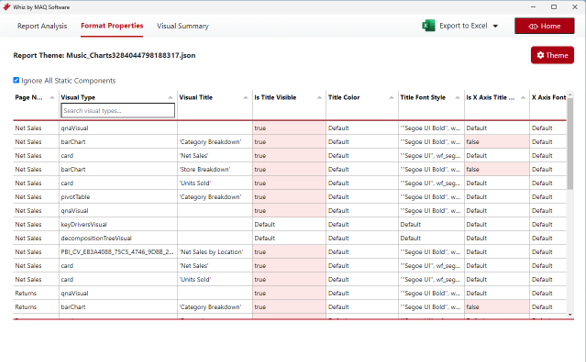 Whiz by MAQ Software
Report Analysis Format Properties Visual Summary Export to Excel Home
Report Theme: Music_Charts3284044798188317.json Theme
Ignore All Static Components
Page N... Visual Type Visual Title Is Title Visible Title Color Title Font Style Is X Axis Title ... X Axis Font
Search visual types...
Net Sales qnaVisual true Default '"Segoe UI Bold", w... Default Default
Net Sales barChart 'Category Breakdown' true Default '"Segoe UI Bold", w... false Default
Net Sales card 'Net Sales' true Default '"Segoe UI", wf_seg... Default Default
Net Sales barChart 'Store Breakdown' true Default '"Segoe UI Bold", w... false Default
Net Sales card 'Units Sold' true Default '"Segoe UI", wf_seg... Default Default
Net Sales pivotTable 'Category Breakdown' true Default '"Segoe UI Bold", w... Default Default
Net Sales qnaVisual true Default '"Segoe UI Bold", w... Default Default
Net Sales keyDriversVisual Default Default Default Default Default
Net Sales decompositionTreeVisual Default Default Default Default Default
Net Sales PBI_CV_EB3A4088_75C5_4746_9D8B_2... 'Net Sales by Location' true Default '"Segoe UI Bold", w... Default Default
Net Sales card 'Net Sales' true Default '"Segoe UI", wf_seg... Default Default
Net Sales card 'Units Sold' true Default '"Segoe UI", wf_seg... Default Default
Returns qnaVisual true Default '"Segoe UI Bold", w... Default Default
Returns barChart 'Category Breakdown' true Default '"Segoe UI Bold", w... false Default